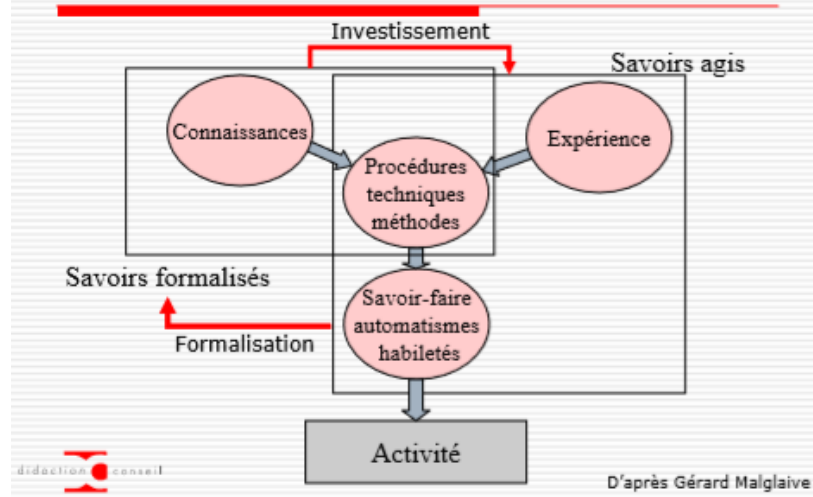 Investissement
Savoirs agis
Connaissances
Expérience
Procédures
techniques
méthodes
Savoirs formalisés
Savoir-faire
automatismes
habiletés
Formalisation
Activité
didaction conseil
D'après Gérard Malglaive